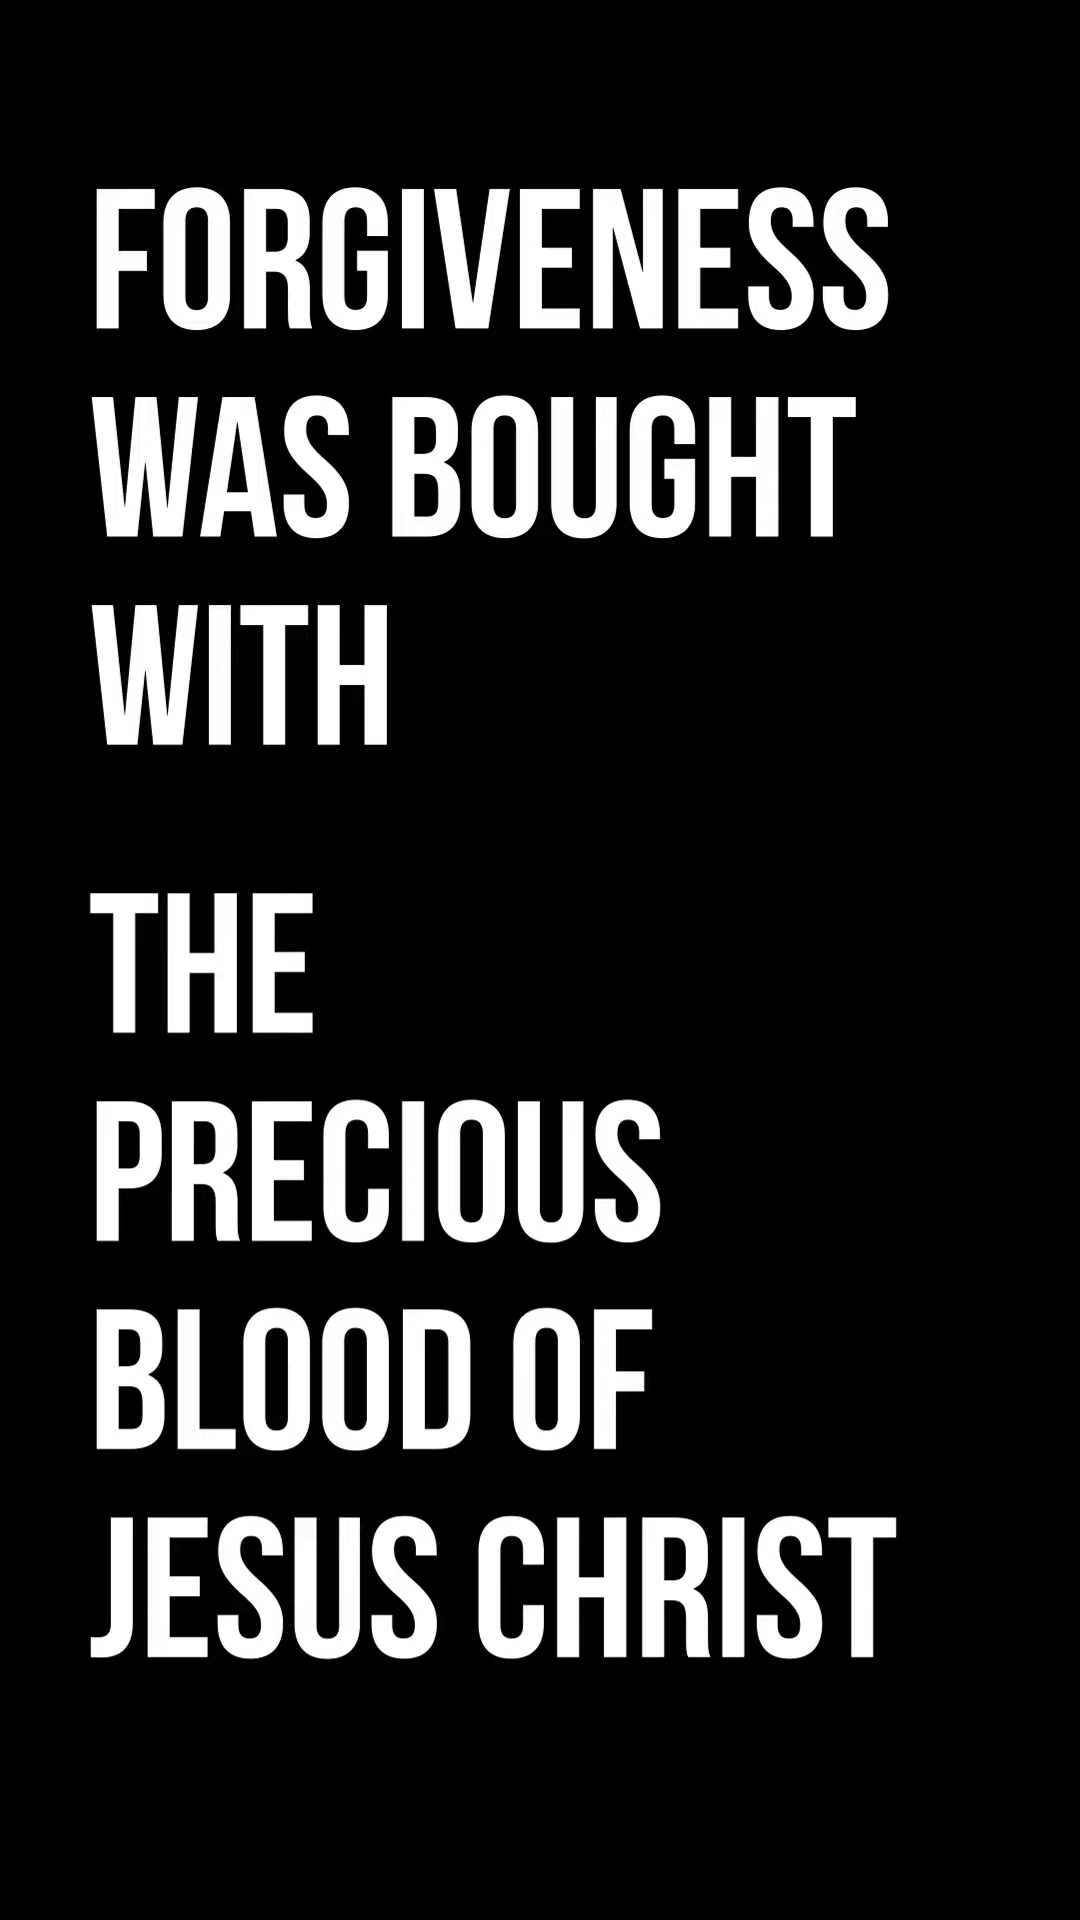 FORGIVENESS
WAS BOUGHT
WITH
THE
PRECIOUS
BLOOD OF
JESUS CHRIST